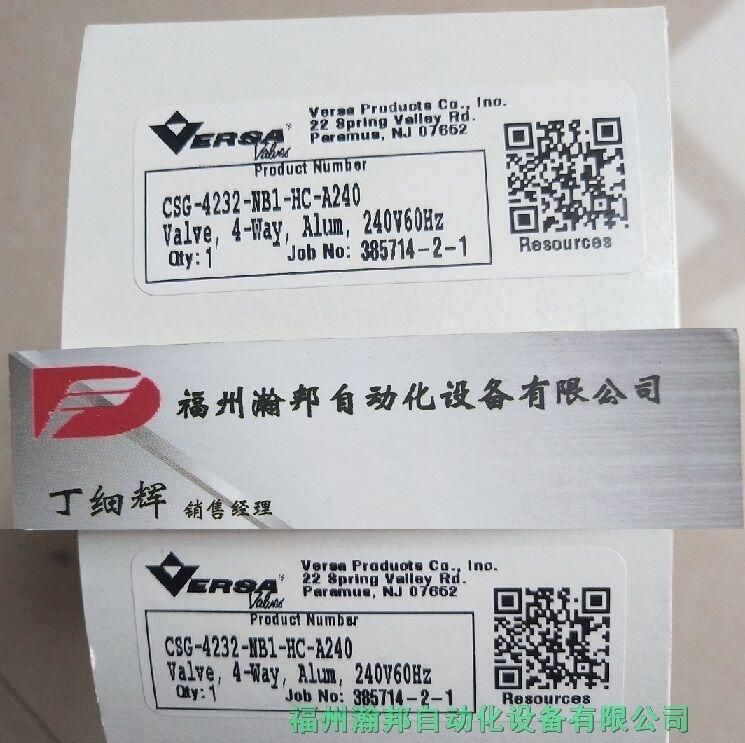 VERSA®
Valves
Versa Products Co., Inc.
22 Spring Valley Rd.
Paramus, NJ 07652
Product Number
CSG-4232-NB1-HC-A240
Valve, 4-Way, Alum, 240V60Hz
Qty: 1 Job No: 385714-2-1
Resources
福州瀚邦自动化设备有限公司
丁细辉 销售经理
VERSA®
Valves
Versa Products Co., Inc.
22 Spring Valley Rd.
Paramus, NJ 07652
Product Number
CSG-4232-NB1-HC-A240
Valve, 4-Way, Alum, 240V60Hz
Qty: 1 Job No: 385714-2-1
Resources
福州瀚邦自动化设备有限公司